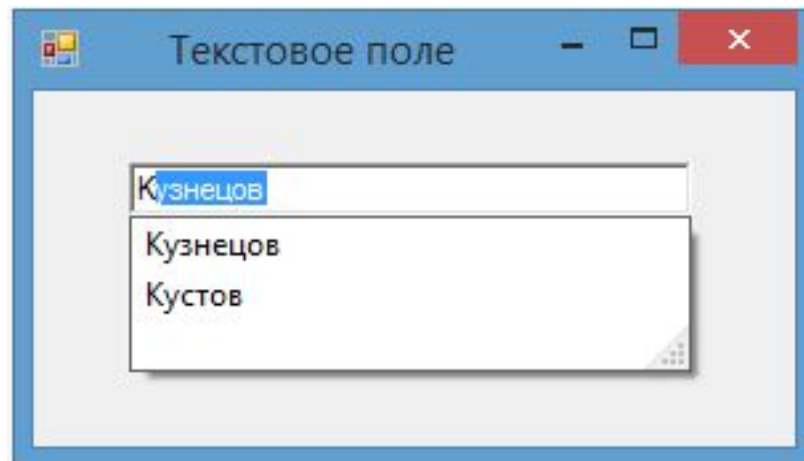 Текстовое поле
Кузнецов
Кузнецов
Кустов